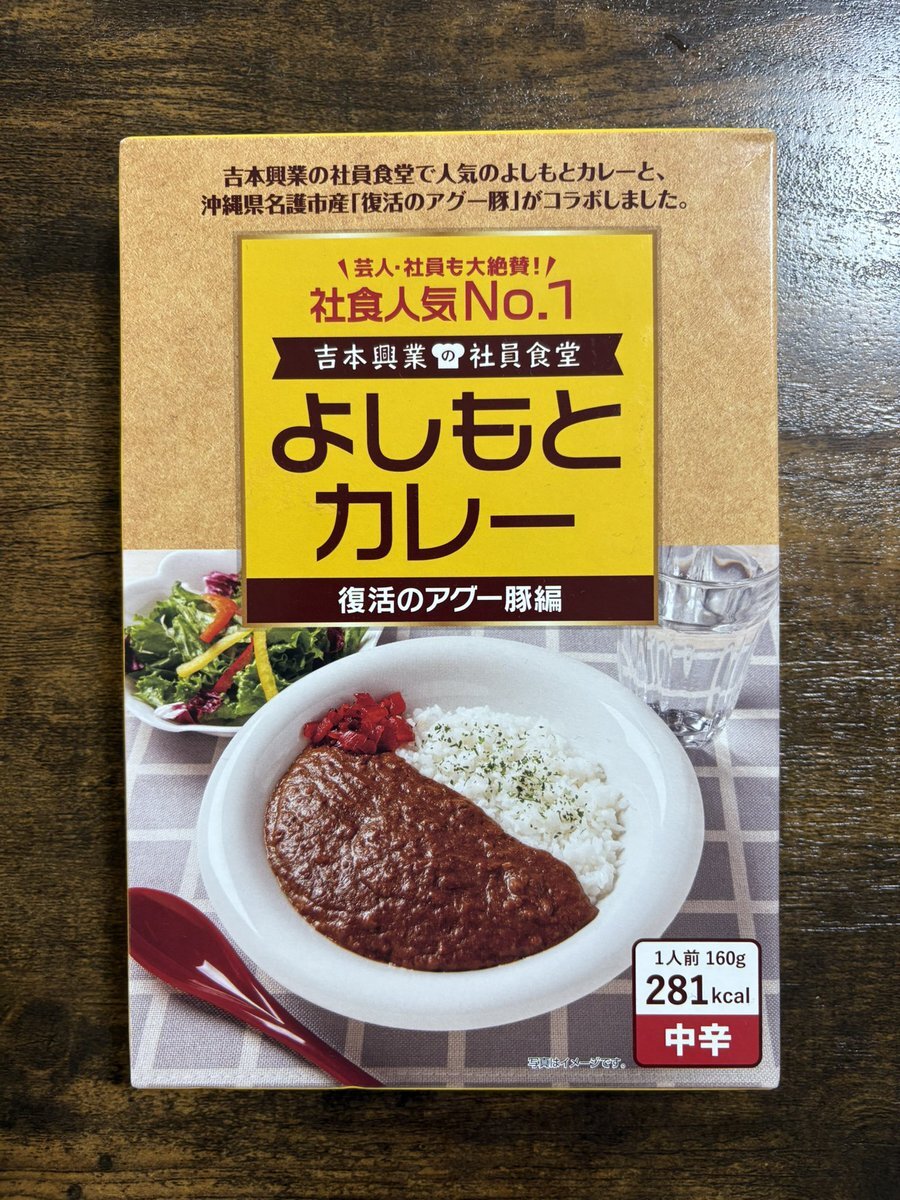 吉本興業の社員食堂で人気のよしもとカレーと、
沖縄県名護市産「復活のアグー豚」がコラボしました。
芸人・社員も大絶賛!
社食人気No.1
吉本興業の社員食堂
よしもと
カレー
復活のアグー豚編
1人前 160g
281kcal
中辛
写真はイメージです。